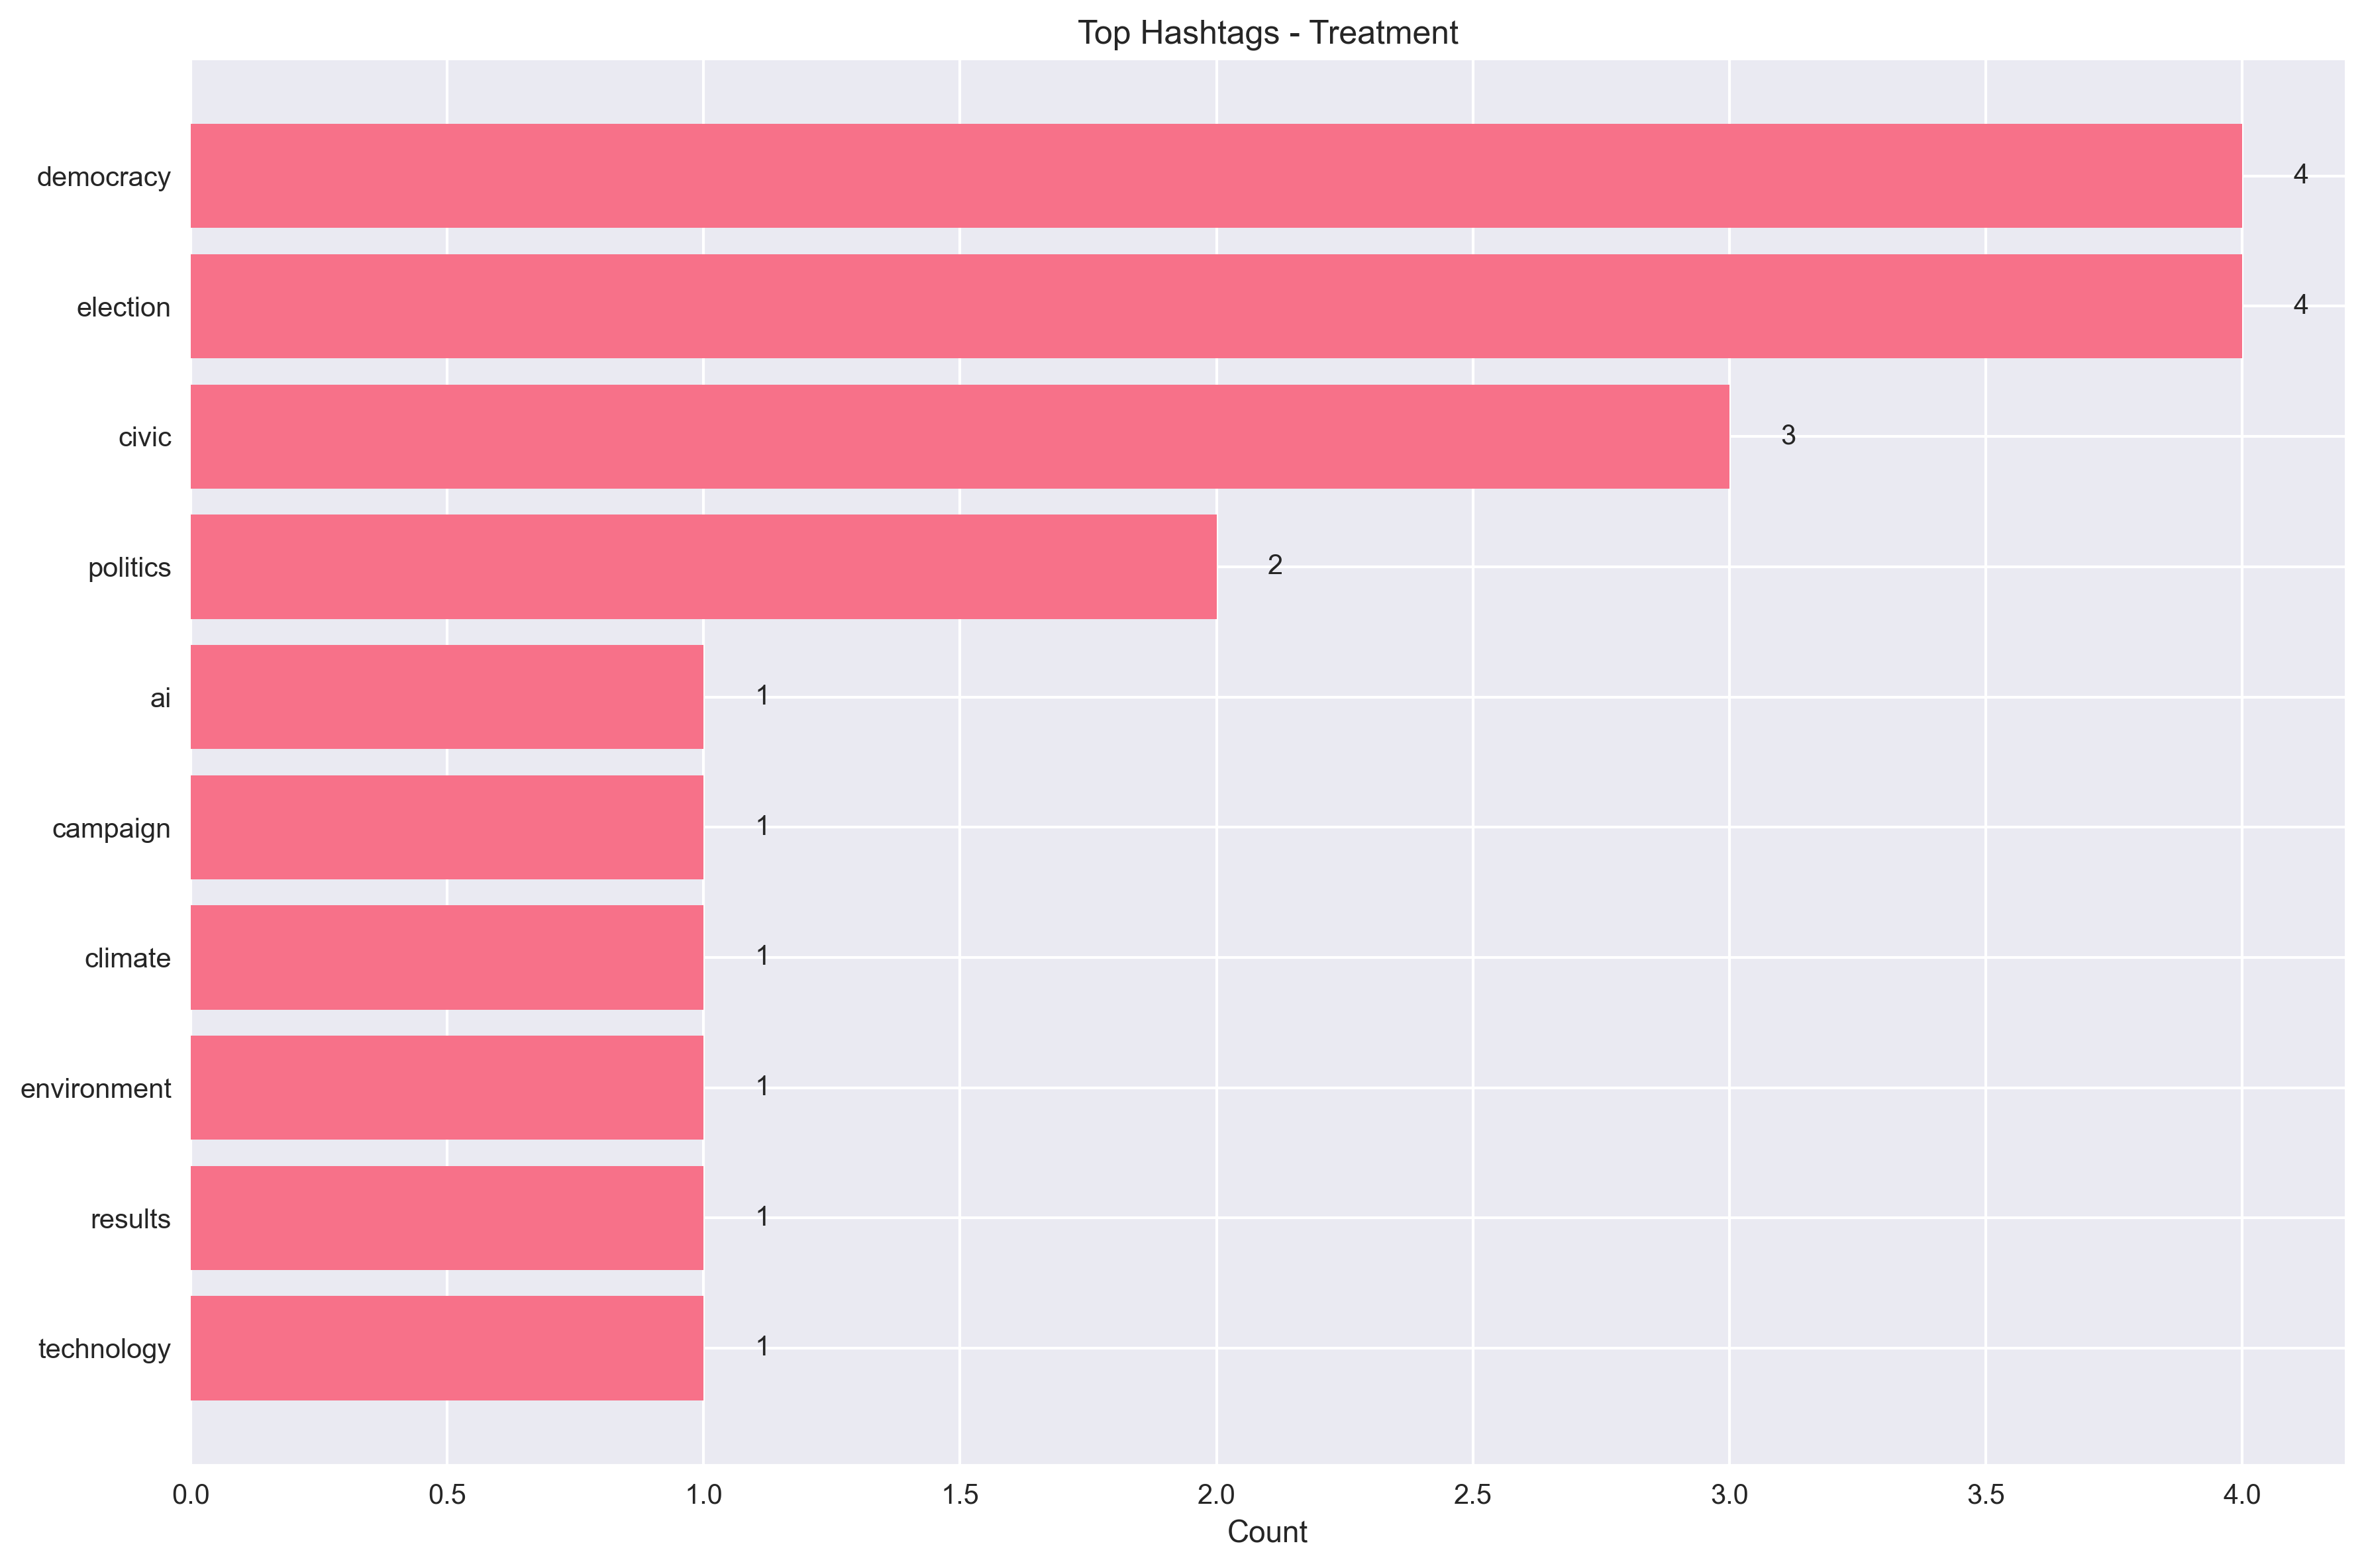 Top Hashtags - Treatment
democracy 4
election 4
civic 3
politics 2
ai 1
campaign 1
climate 1
environment 1
results 1
technology 1
0.0 0.5 1.0 1.5 2.0 2.5 3.0 3.5 4.0
Count